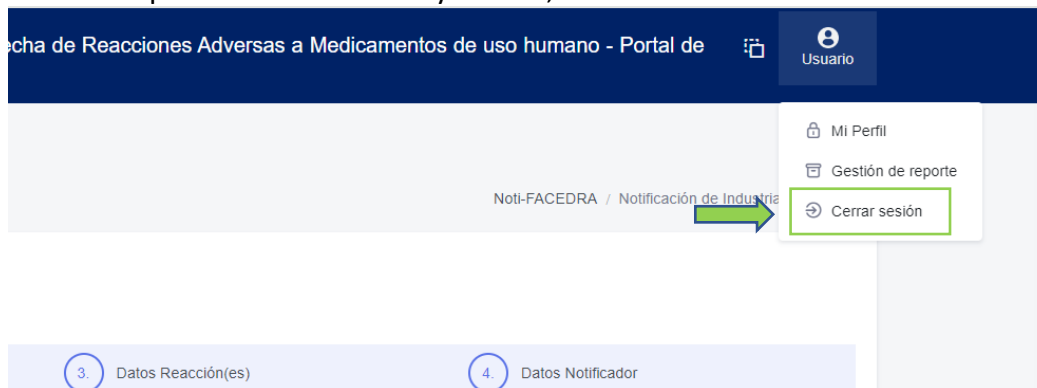 echa de Reacciones Adversas a Medicamentos de uso humano - Portal de
Usuario
Mi Perfil
Gestión de reporte
Noti-FACEDRA / Notificación de Industria
Cerrar sesión
3. Datos Reacción(es)
4. Datos Notificador